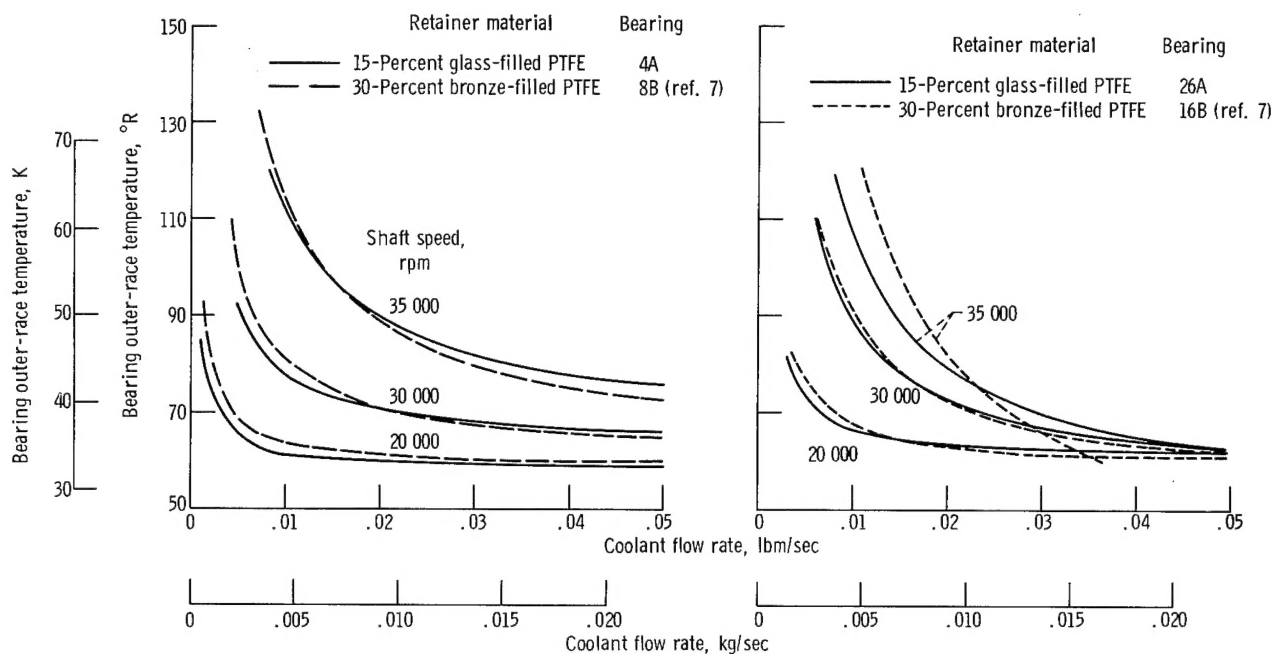 Retainer material Bearing
15-Percent glass-filled PTFE 4A
30-Percent bronze-filled PTFE 8B (ref. 7)
Bearing outer-race temperature, K
70
60
50
40
30
Bearing outer-race temperature, °R
150
130
110
90
70
50
Shaft speed,
rpm
35 000
30 000
20 000
0 .01 .02 .03 .04 .05
Retainer material Bearing
15-Percent glass-filled PTFE 26A
30-Percent bronze-filled PTFE 16B (ref. 7)
35 000
30 000
20 000
0 .01 .02 .03 .04 .05
Coolant flow rate, lbm/sec
0 .005 .010 .015 .020
0 .005 .010 .015 .020
Coolant flow rate, kg/sec